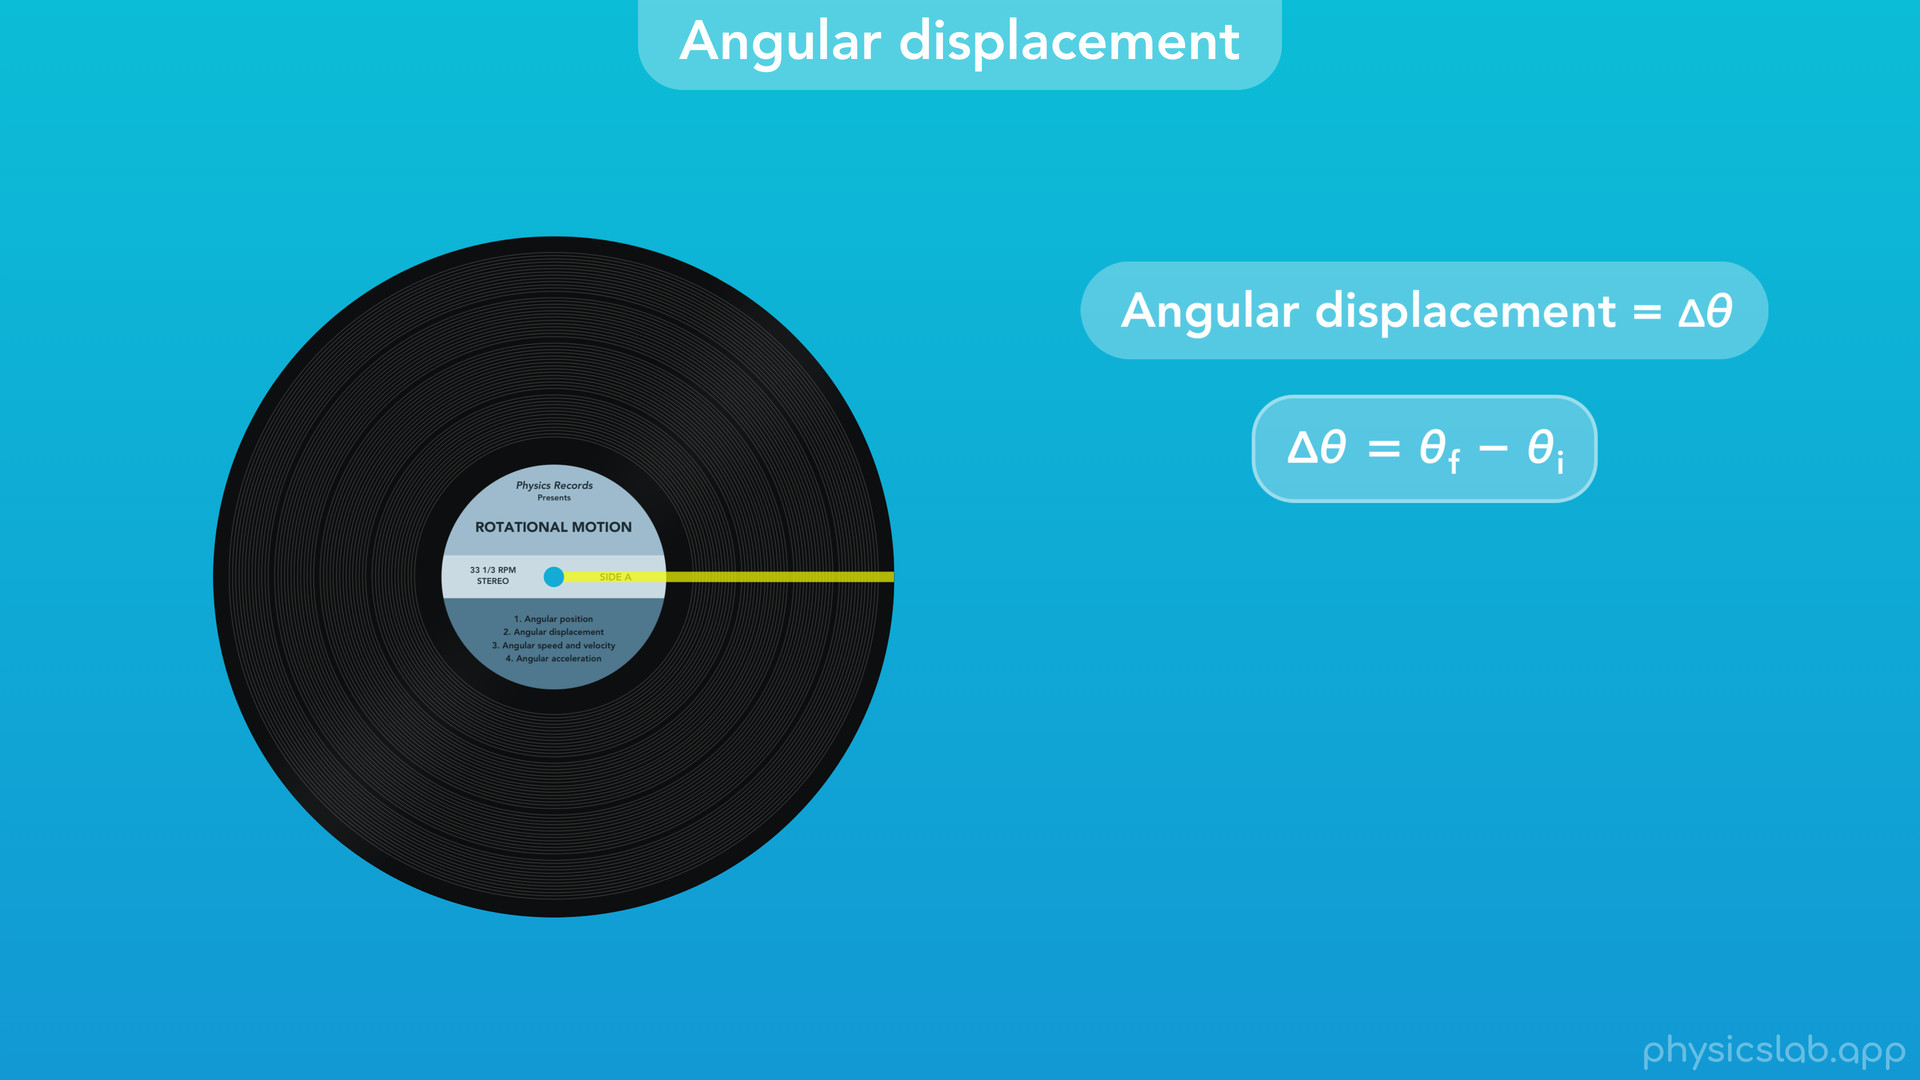 Angular displacement
Angular displacement = Δθ
Δθ = θf − θi
Physics Records
Presents
ROTATIONAL MOTION
33 1/3 RPM
STEREO
SIDE A
1. Angular position
2. Angular displacement
3. Angular speed and velocity
4. Angular acceleration
physicslab.app